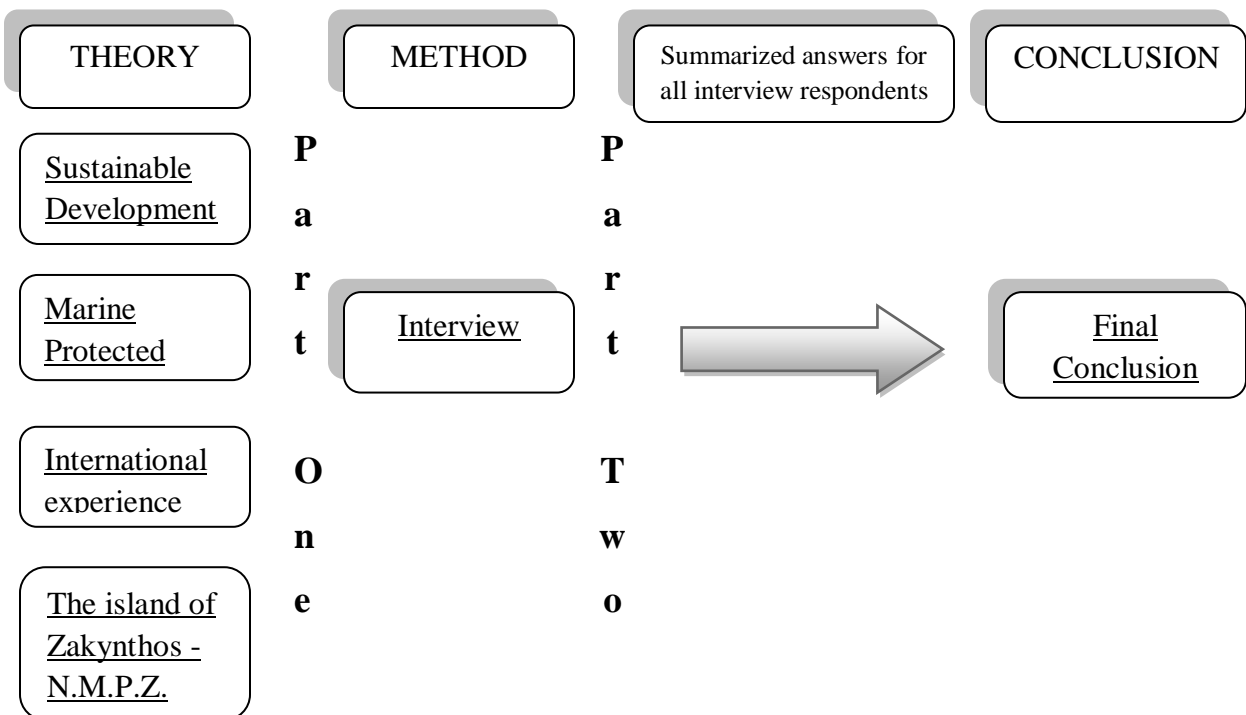 THEORY
METHOD
Summarized answers for
all interview respondents
CONCLUSION
Sustainable
Development
Marine
Protected
International
experience
The island of
Zakynthos -
N.M.P.Z.
P
a
r
t
O
n
e
Interview
P
a
r
t
T
w
o
Final
Conclusion